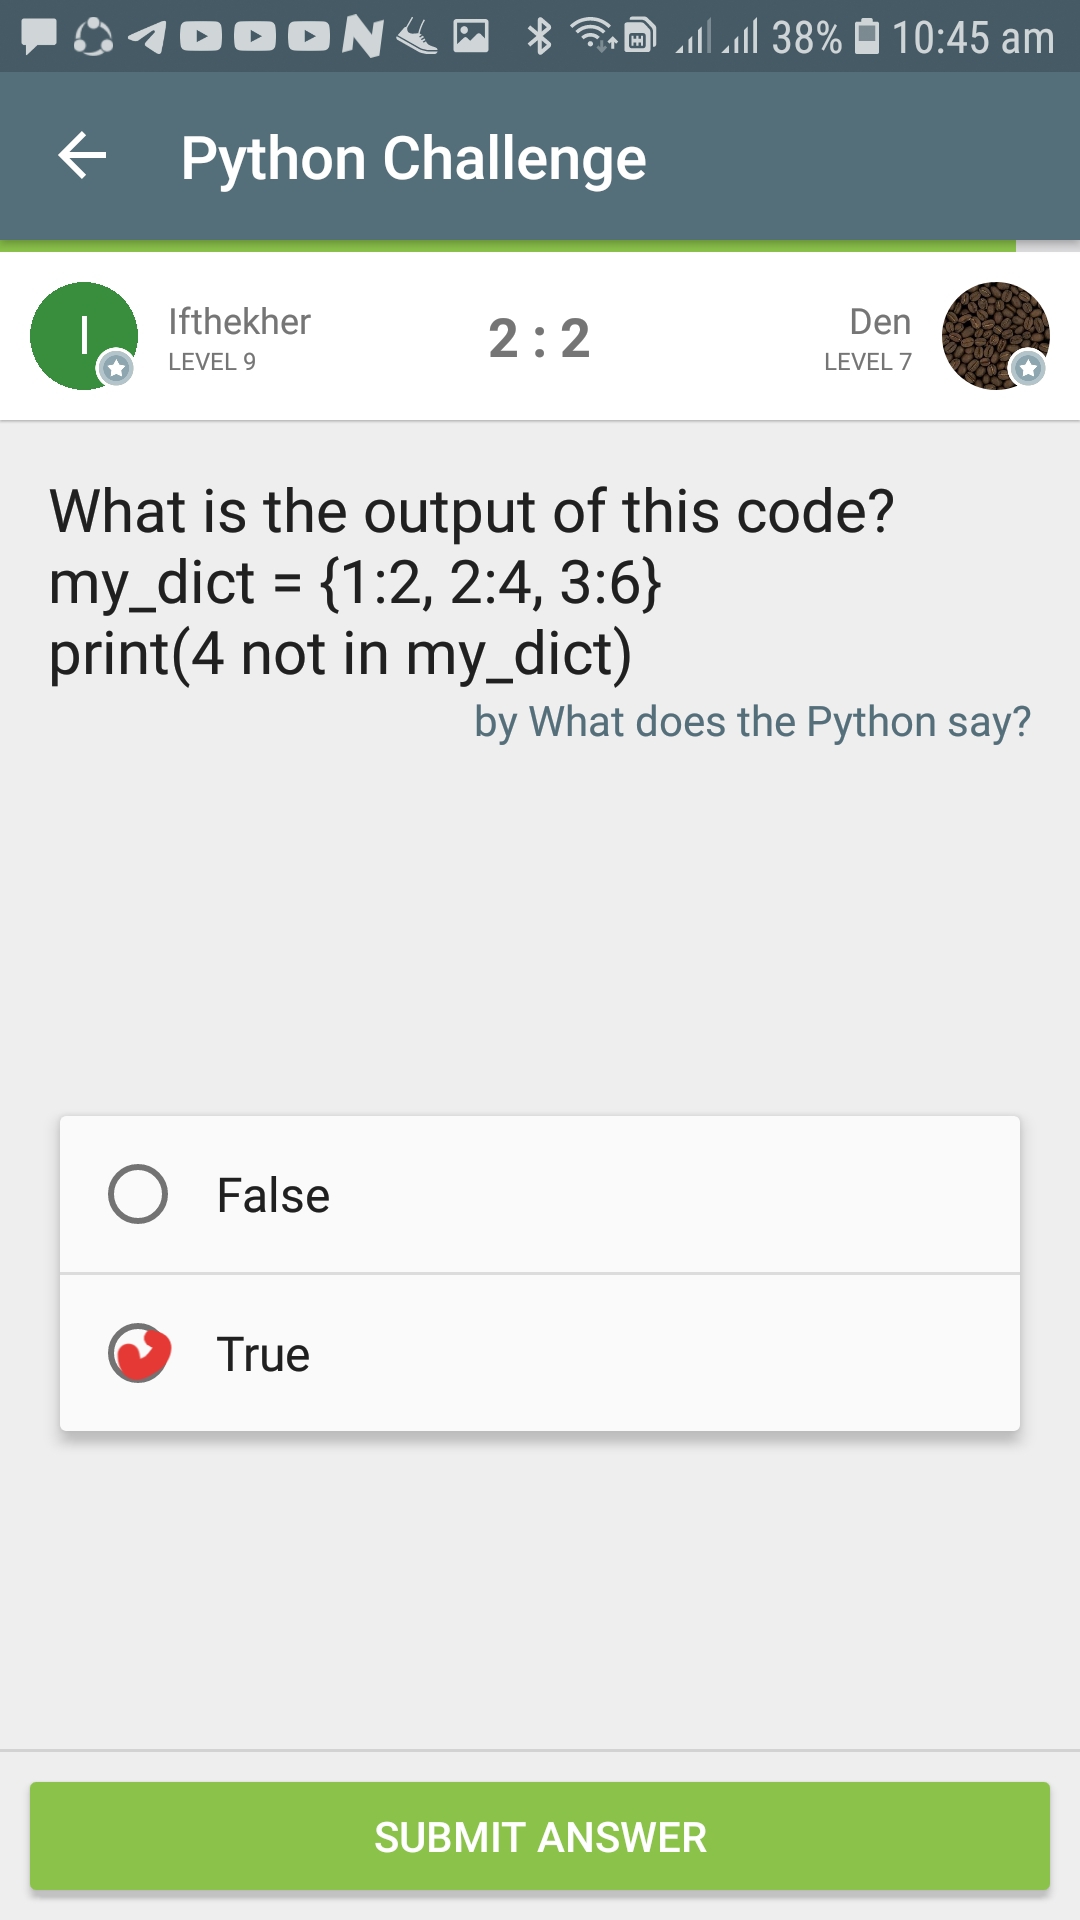 38% 10:45 am
Python Challenge
I
Ifthekher
LEVEL 9
2 : 2
Den
LEVEL 7
What is the output of this code?
my_dict = {1:2, 2:4, 3:6}
print(4 not in my_dict)
by What does the Python say?
False
True
SUBMIT ANSWER